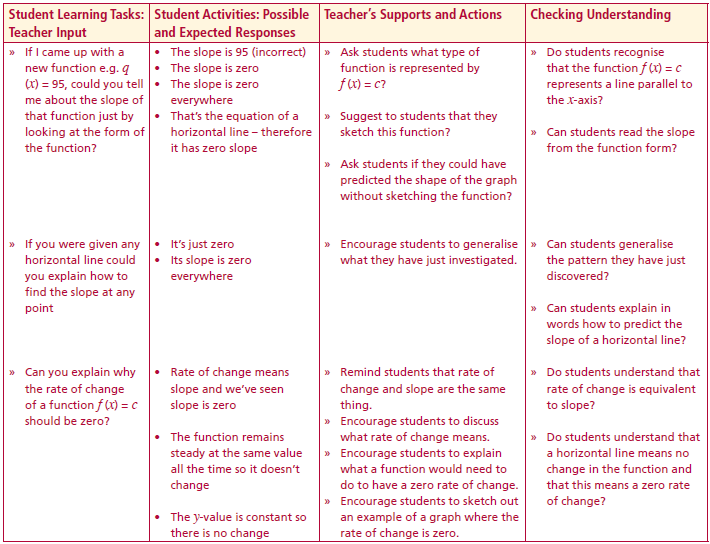 Student Learning Tasks:
Teacher Input
Student Activities: Possible
and Expected Responses
Teacher's Supports and Actions
Checking Understanding
» If I came up with a
new function e.g. q
(x) = 95, could you tell
me about the slope of
that function just by
looking at the form of
the function?
• The slope is 95 (incorrect)
• The slope is zero
• The slope is zero
everywhere
• That's the equation of a
horizontal line – therefore
it has zero slope
» Ask students what type of
function is represented by
f(x) = c?
» Suggest to students that they
sketch this function?
» Ask students if they could have
predicted the shape of the graph
without sketching the function?
» Do students recognise
that the function f(x) = c
represents a line parallel to
the x-axis?
» Can students read the slope
from the function form?
» If you were given any
horizontal line could
you explain how to
find the slope at any
point
• It's just zero
• Its slope is zero
everywhere
» Encourage students to generalise
what they have just investigated.
» Can students generalise
the pattern they have just
discovered?
» Can students explain in
words how to predict the
slope of a horizontal line?
» Can you explain why
the rate of change
of a function f(x) = c
should be zero?
• Rate of change means
slope and we've seen
slope is zero
• The function remains
steady at the same value
all the time so it doesn't
change
• The y-value is constant so
there is no change
» Remind students that rate of
change and slope are the same
thing.
» Encourage students to discuss
what rate of change means.
» Encourage students to explain
what a function would need to
do to have a zero rate of change.
» Encourage students to sketch out
an example of a graph where the
rate of change is zero.
» Do students understand that
rate of change is equivalent
to slope?
» Do students understand that
a horizontal line means no
change in the function and
that this means a zero rate
of change?